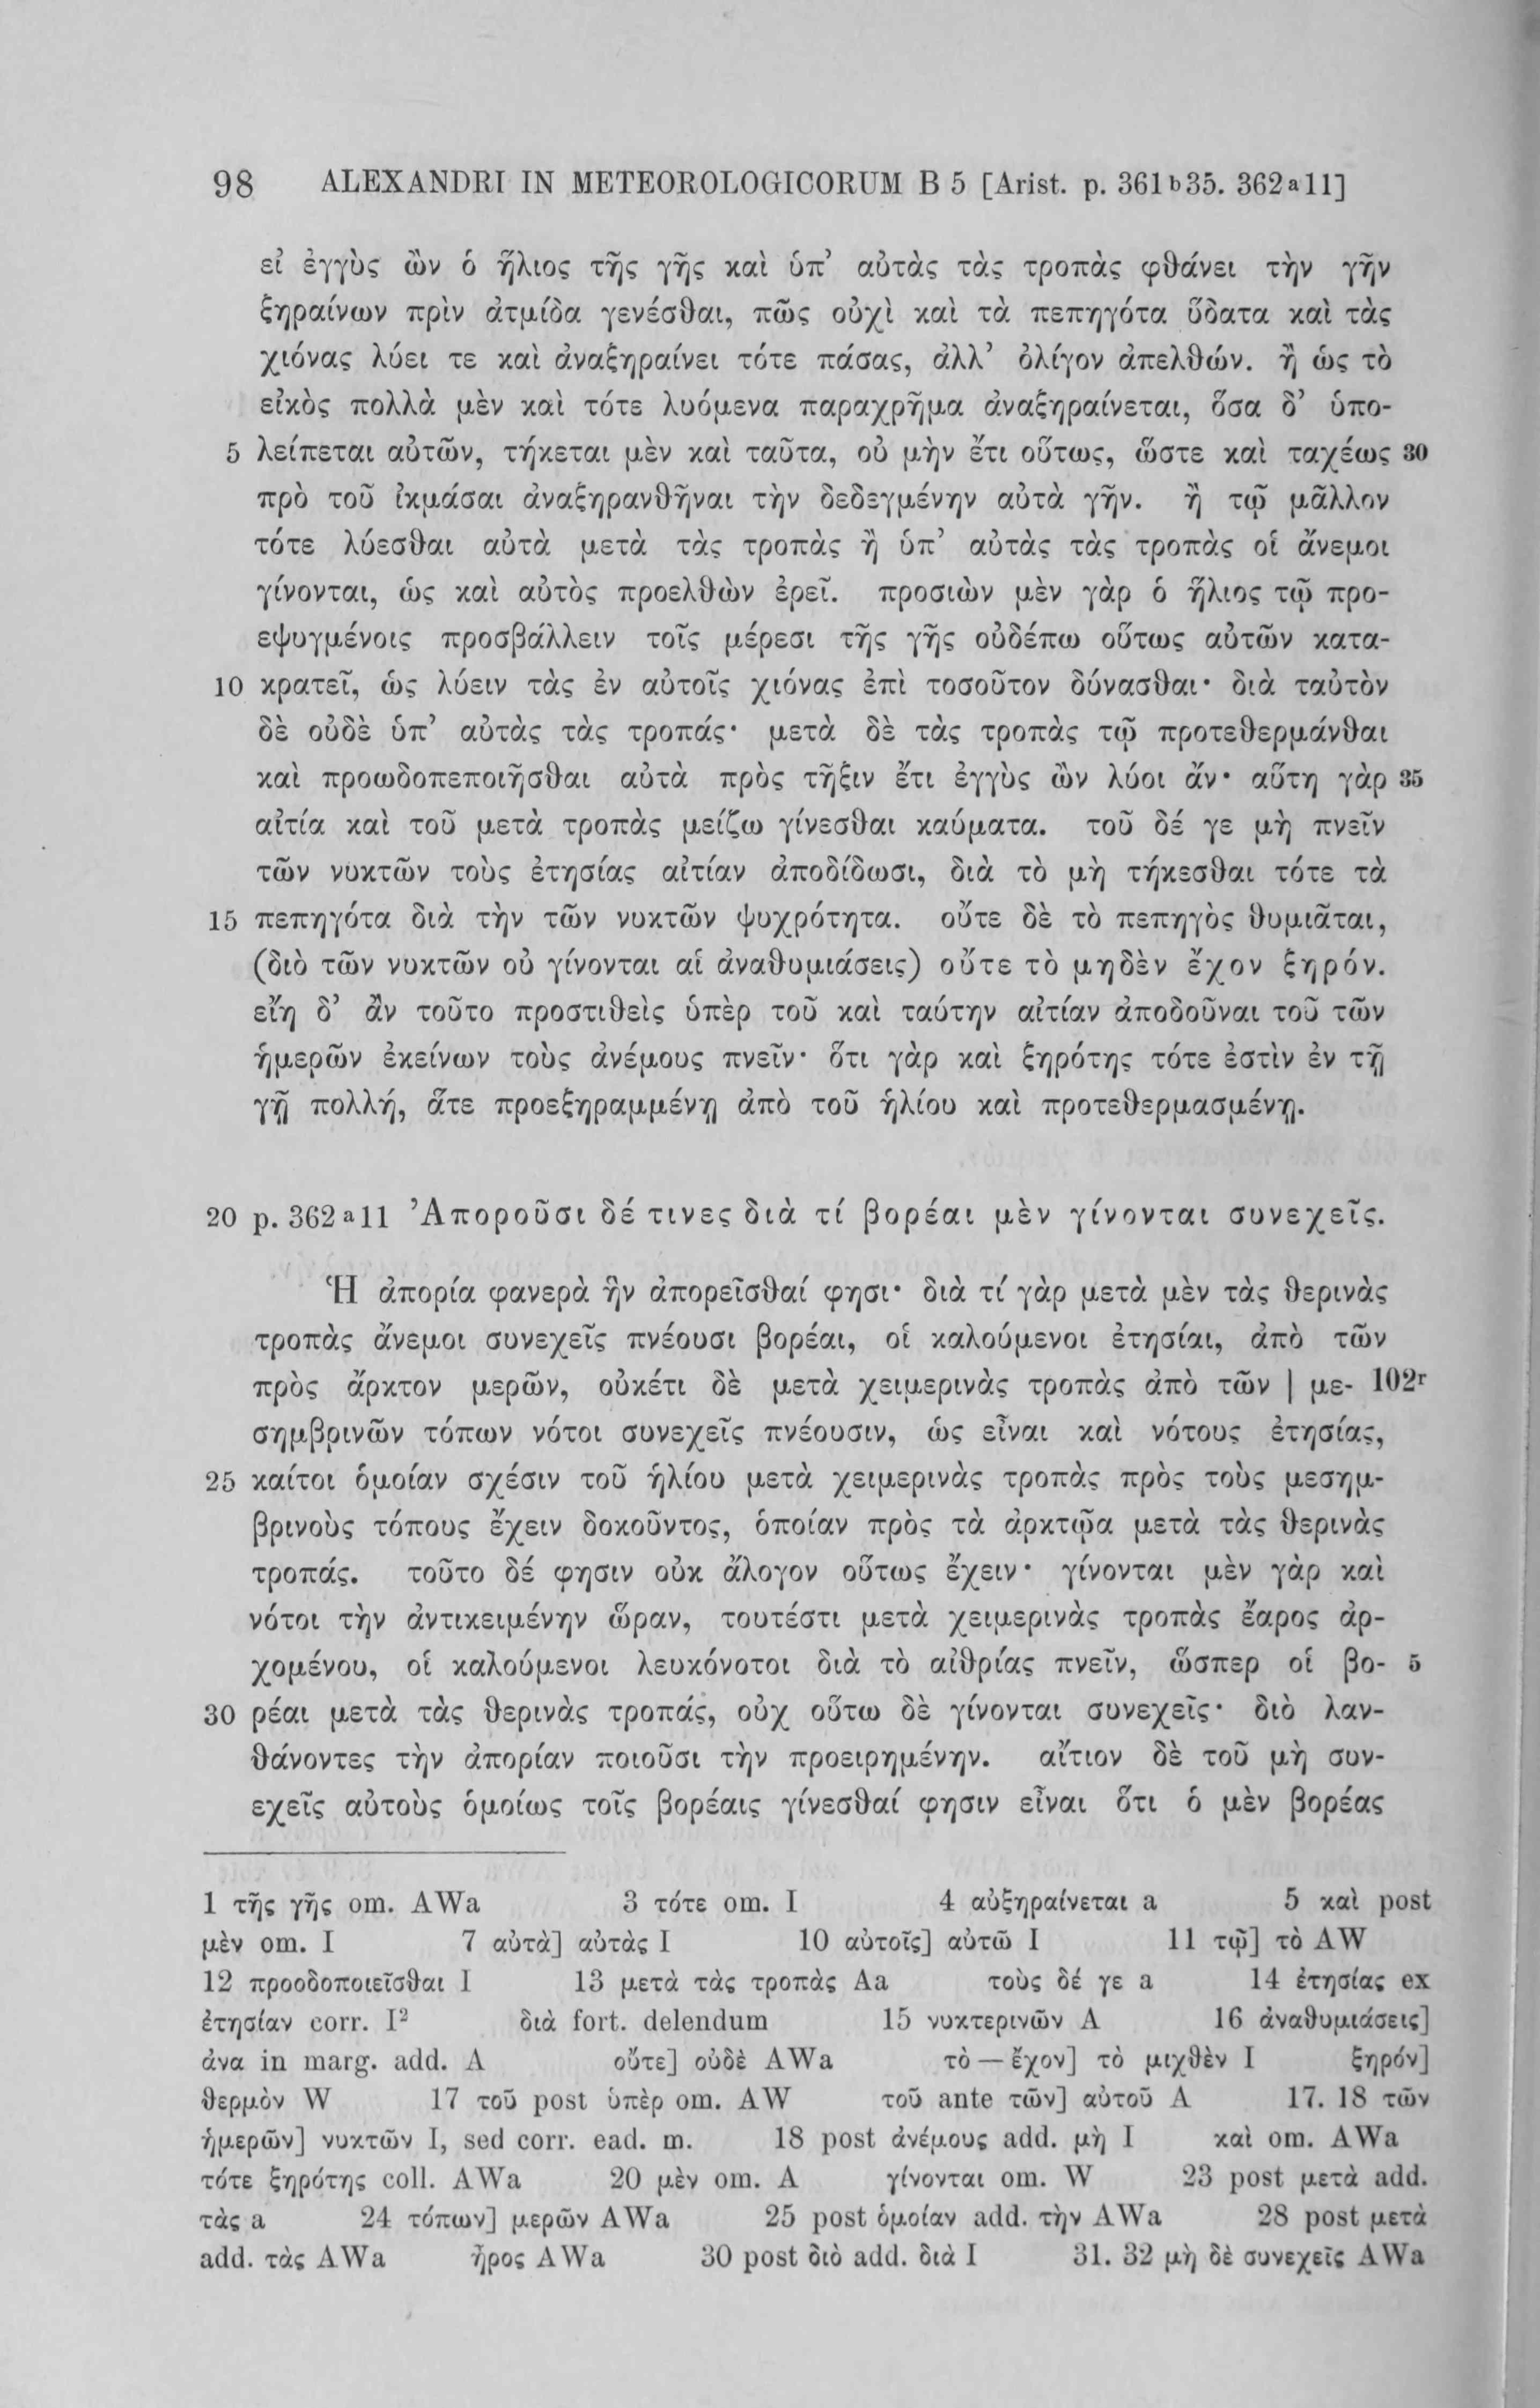 98 ALEXANDRI IN METEOROLOGICORUM B 5 [Arist. p. 361b35. 362a11]
εἰ ἐγγὺς ὢν ὁ ἥλιος τῆς γῆς καὶ ὑπ’ αὐτὰς τὰς τροπὰς φθάνει τὴν γῆν
ξηραίνων πρὶν ἀτμίδα γενέσθαι, πῶς οὐχὶ καὶ τὰ πεπηγότα ὕδατα καὶ τὰς
χιόνας λύει τε καὶ ἀναξηραίνει τότε πάσας, ἀλλ’ ὀλίγον ἀπελθών. ἢ ὡς τὸ
εἰκὸς πολλὰ μὲν καὶ τότε λυόμενα παραχρῆμα ἀναξηραίνεται, ὅσα δ’ ὑπο-
5 λείπεται αὐτῶν, τήκεται μὲν καὶ ταῦτα, οὐ μὴν ἔτι οὕτως, ὥστε καὶ ταχέως 30
πρὸ τοῦ ἰκμάσαι ἀναξηρανθῆναι τὴν δεδεγμένην αὐτὰ γῆν. ἢ τῷ μᾶλλον
τότε λύεσθαι αὐτὰ μετὰ τὰς τροπὰς ἢ ὑπ’ αὐτὰς τὰς τροπὰς οἱ ἄνεμοι
γίνονται, ὡς καὶ αὐτὸς προελθὼν ἐρεῖ. προσιὼν μὲν γὰρ ὁ ἥλιος τῷ προ-
εψυγμένοις προσβάλλειν τοῖς μέρεσι τῆς γῆς οὐδέπω οὕτως αὐτῶν κατα-
10 κρατεῖ, ὡς λύειν τὰς ἐν αὐτοῖς χιόνας ἐπὶ τοσοῦτον δύνασθαι· διὰ ταὐτὸν
δὲ οὐδὲ ὑπ’ αὐτὰς τὰς τροπάς· μετὰ δὲ τὰς τροπὰς τῷ προτεθερμάνθαι
καὶ προωδοπεποιῆσθαι αὐτὰ πρὸς τῆξιν ἔτι ἐγγὺς ὢν λύοι ἄν· αὕτη γὰρ 35
αἰτία καὶ τοῦ μετὰ τροπὰς μείζω γίνεσθαι καύματα. τοῦ δέ γε μὴ πνεῖν
τῶν νυκτῶν τοὺς ἐτησίας αἰτίαν ἀποδίδωσι, διὰ τὸ μὴ τήκεσθαι τότε τὰ
15 πεπηγότα διὰ τὴν τῶν νυκτῶν ψυχρότητα. οὔτε δὲ τὸ πεπηγὸς θυμιᾶται,
(διὸ τῶν νυκτῶν οὐ γίνονται αἱ ἀναθυμιάσεις) οὔτε τὸ μηδὲν ἔχον ξηρόν.
εἴη δ’ ἂν τοῦτο προστιθεὶς ὑπὲρ τοῦ καὶ ταύτην αἰτίαν ἀποδοῦναι τοῦ τῶν
ἡμερῶν ἐκείνων τοὺς ἀνέμους πνεῖν· ὅτι γὰρ καὶ ξηρότης τότε ἐστὶν ἐν τῇ
γῇ πολλή, ἅτε προεξηραμμένῃ ἀπὸ τοῦ ἡλίου καὶ προτεθερμασμένῃ.
20 p. 362a11 Ἀποροῦσι δέ τινες διὰ τί βορέαι μὲν γίνονται συνεχεῖς.
Ἡ ἀπορία φανερὰ ἣν ἀπορεῖσθαί φησι· διὰ τί γὰρ μετὰ μὲν τὰς θερινὰς
τροπὰς ἄνεμοι συνεχεῖς πνέουσι βορέαι, οἱ καλούμενοι ἐτησίαι, ἀπὸ τῶν
πρὸς ἄρκτον μερῶν, οὐκέτι δὲ μετὰ χειμερινὰς τροπὰς ἀπὸ τῶν | με- 102r
σημβρινῶν τόπων νότοι συνεχεῖς πνέουσιν, ὡς εἶναι καὶ νότους ἐτησίας,
25 καίτοι ὁμοίαν σχέσιν τοῦ ἡλίου μετὰ χειμερινὰς τροπὰς πρὸς τοὺς μεσημ-
βρινοὺς τόπους ἔχειν δοκοῦντος, ὁποίαν πρὸς τὰ ἀρκτῷα μετὰ τὰς θερινὰς
τροπάς. τοῦτο δέ φησιν οὐκ ἄλογον οὕτως ἔχειν· γίνονται μὲν γὰρ καὶ
νότοι τὴν ἀντικειμένην ὥραν, τουτέστι μετὰ χειμερινὰς τροπὰς ἔαρος ἀρ-
χομένου, οἱ καλούμενοι λευκόνοτοι διὰ τὸ αἰθρίας πνεῖν, ὥσπερ οἱ βο- 5
30 ρέαι μετὰ τὰς θερινὰς τροπάς, οὐχ οὕτω δὲ γίνονται συνεχεῖς· διὸ λαν-
θάνοντες τὴν ἀπορίαν ποιοῦσι τὴν προειρημένην. αἴτιον δὲ τοῦ μὴ συν-
εχεῖς αὐτοὺς ὁμοίως τοῖς βορέαις γίνεσθαί φησιν εἶναι ὅτι ὁ μὲν βορέας
1 τῆς γῆς om. AWa 3 τότε om. I 4 αὐξηραίνεται a 5 καὶ post
μὲν om. I 7 αὐτὰ] αὐτὰς I 10 αὐτοῖς] αὐτῶ I 11 τῷ] τὸ AW
12 προοδοποιεῖσθαι I 13 μετὰ τὰς τροπὰς Aa τοὺς δέ γε a 14 ἐτησίας ex
ἐτησίαν corr. I² διὰ fort. delendum 15 νυκτερινῶν A 16 ἀναθυμιάσεις]
ἀνα in marg. add. A οὔτε] οὐδὲ AWa τὸ — ἔχον] τὸ μιχθὲν I ξηρόν]
θερμὸν W 17 τοῦ post ὑπὲρ om. AW τοῦ ante τῶν] αὐτοῦ A 17. 18 τῶν
ἡμερῶν] νυκτῶν I, sed corr. ead. m. 18 post ἀνέμους add. μὴ I καὶ om. AWa
τότε ξηρότης coll. AWa 20 μὲν om. A γίνονται om. W 23 post μετὰ add.
τὰς a 24 τόπων] μερῶν AWa 25 post ὁμοίαν add. τὴν AWa 28 post μετὰ
add. τὰς AWa ἦρος AWa 30 post διὸ add. διὰ I 31. 32 μὴ δὲ συνεχεῖς AWa